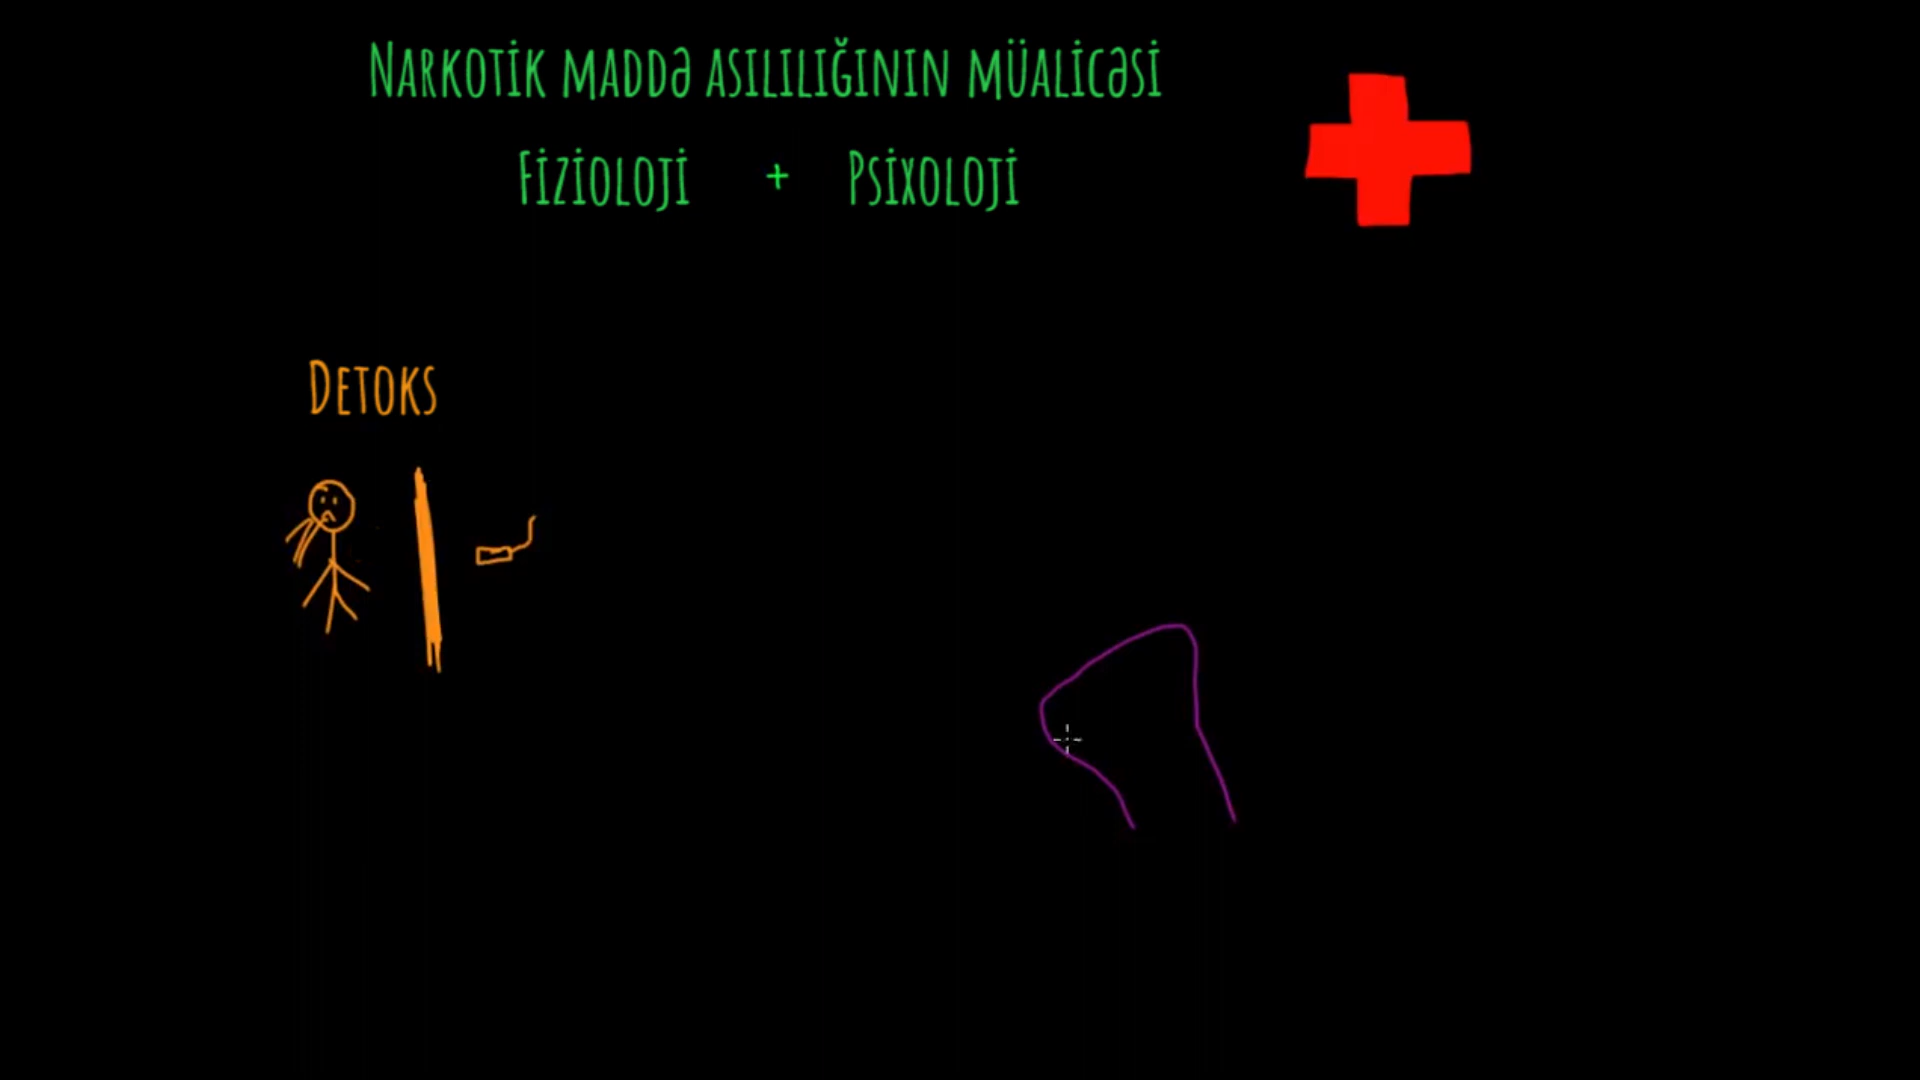 Narkotik maddə asılılığının müalicəsi
Fizioloji + Psixoloji
Detoks